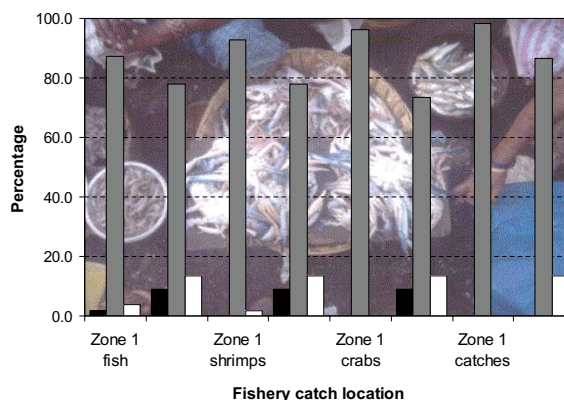 100.0
80.0
60.0
40.0
20.0
0.0
Percentage
Zone 1 Zone 1 Zone 1 Zone 1
fish shrimps crabs catches
Fishery catch location